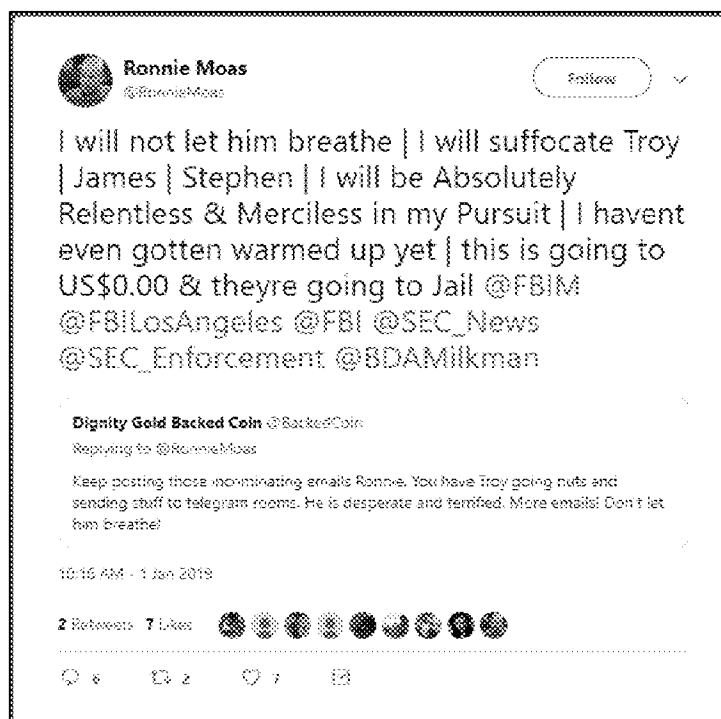 Ronnie Moas
@RonnieMoas
Follow
I will not let him breathe | I will suffocate Troy
| James | Stephen | I will be Absolutely
Relentless & Merciless in my Pursuit | I havent
even gotten warmed up yet | this is going to
US$0.00 & theyre going to Jail @FBIM
@FBILosAngeles @FBI @SEC_News
@SEC_Enforcement @BDAMilkman
Dignity Gold Backed Coin @BackedCoin
Replying to @RonnieMoas
Keep posting those incriminating emails Ronnie. You have Troy going nuts and
sending stuff to telegram rooms. He is desperate and terrified. More emails! Don't let
him breathe!
10:16 AM - 1 Jan 2019
2 Retweets 7 Likes
6 2 7